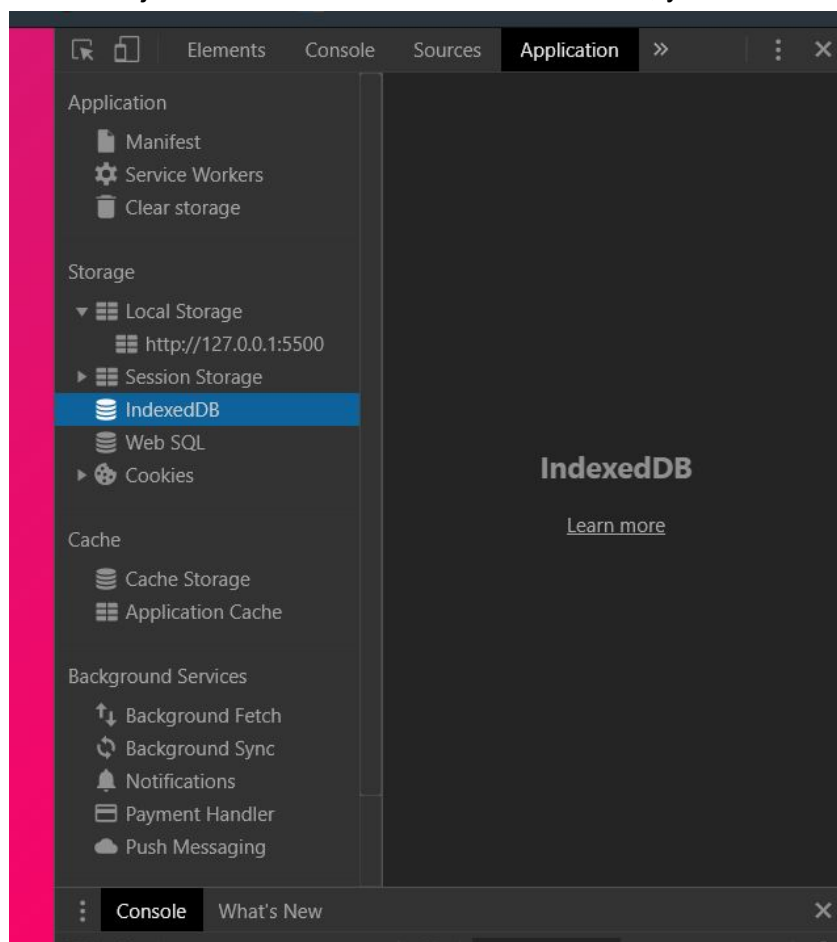 Elements Console Sources Application »
Application
Manifest
Service Workers
Clear storage
Storage
Local Storage
http://127.0.0.1:5500
Session Storage
IndexedDB
Web SQL
Cookies
Cache
Cache Storage
Application Cache
Background Services
Background Fetch
Background Sync
Notifications
Payment Handler
Push Messaging
IndexedDB
Learn more
Console What's New